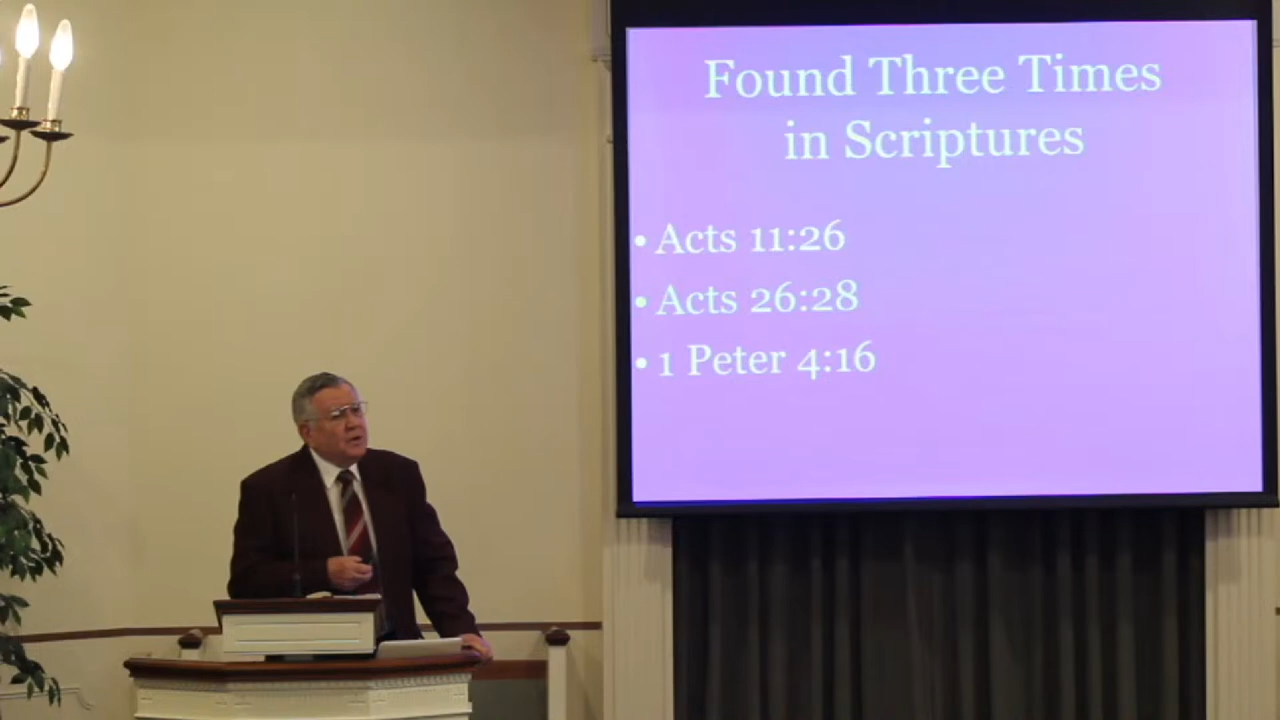 Found Three Times
in Scriptures
• Acts 11:26
• Acts 26:28
• 1 Peter 4:16